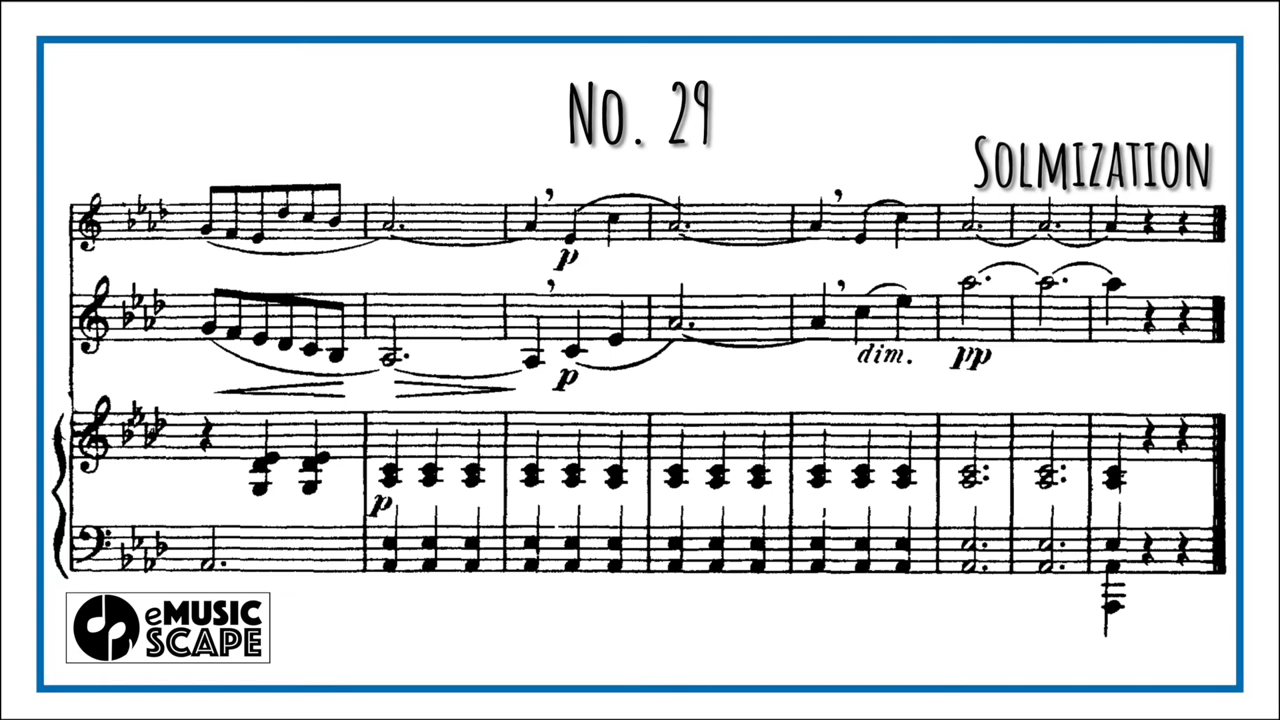 No. 29
SOLMIZATION
p
p
dim.
pp
p
eMUSIC
SCAPE